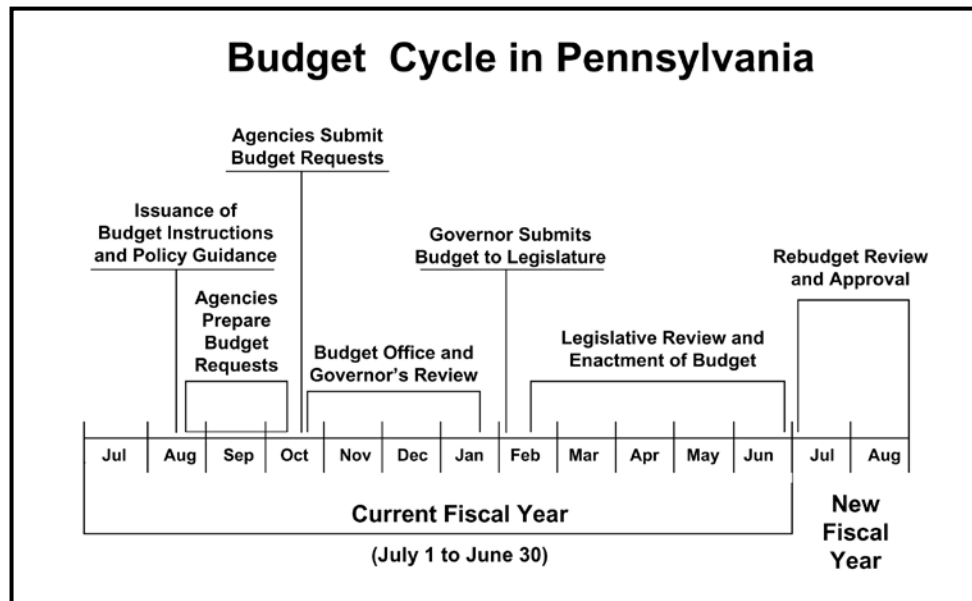 Budget Cycle in Pennsylvania
Agencies Submit
Budget Requests
Issuance of
Budget Instructions
and Policy Guidance
Governor Submits
Budget to Legislature
Rebudget Review
and Approval
Agencies
Prepare
Budget
Requests
Budget Office and
Governor's Review
Legislative Review and
Enactment of Budget
Jul Aug Sep Oct Nov Dec Jan Feb Mar Apr May Jun Jul Aug
Current Fiscal Year
(July 1 to June 30)
New
Fiscal
Year